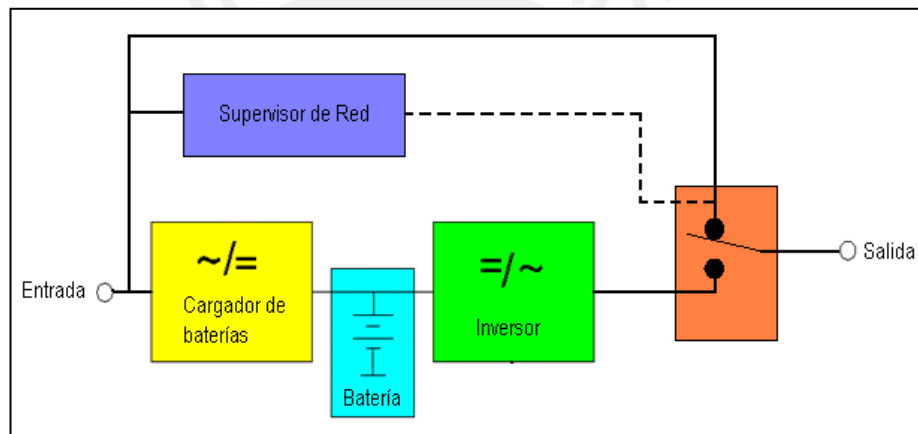 Supervisor de Red
~/=
Cargador de
baterías
=/~
Inversor
Batería
Entrada
Salida